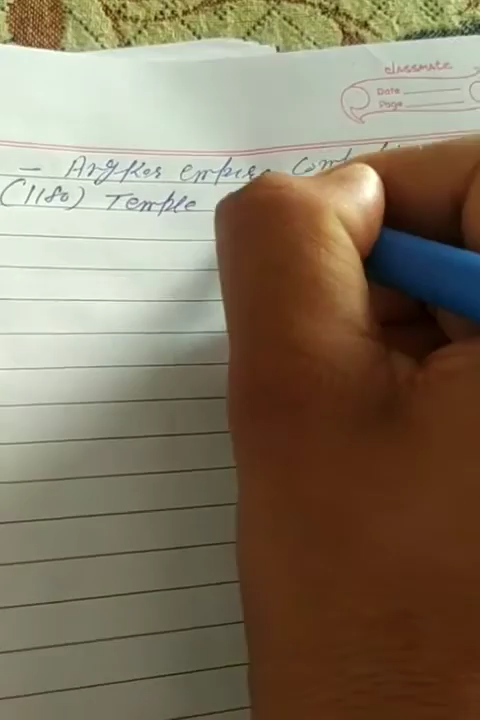 classmate
Date
Page
- Angkor empire
(1180) Temple